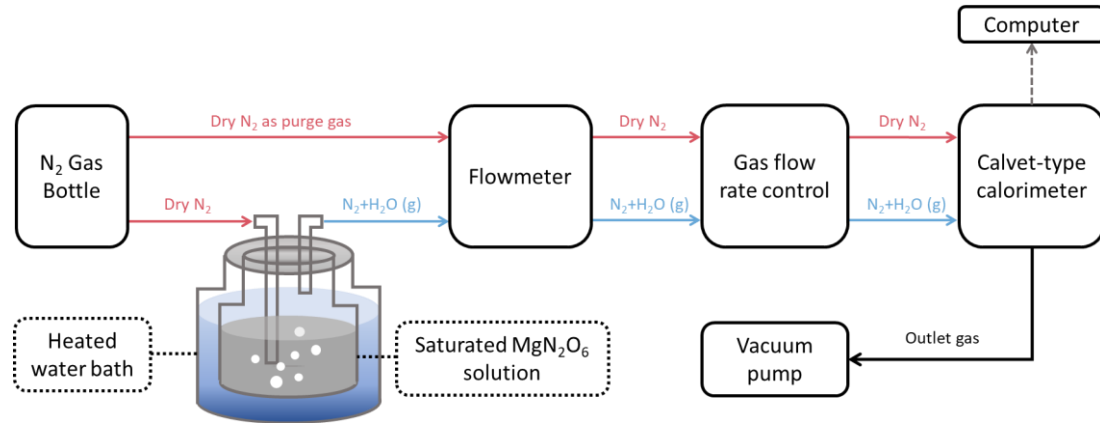 Computer
Dry N₂ as purge gas
Dry N₂
Dry N₂
N₂ Gas
Bottle
Flowmeter
Gas flow
rate control
Calvet-type
calorimeter
Dry N₂
N₂+H₂O (g)
N₂+H₂O (g)
N₂+H₂O (g)
Heated
water bath
Saturated MgN₂O₆
solution
Vacuum
pump
Outlet gas